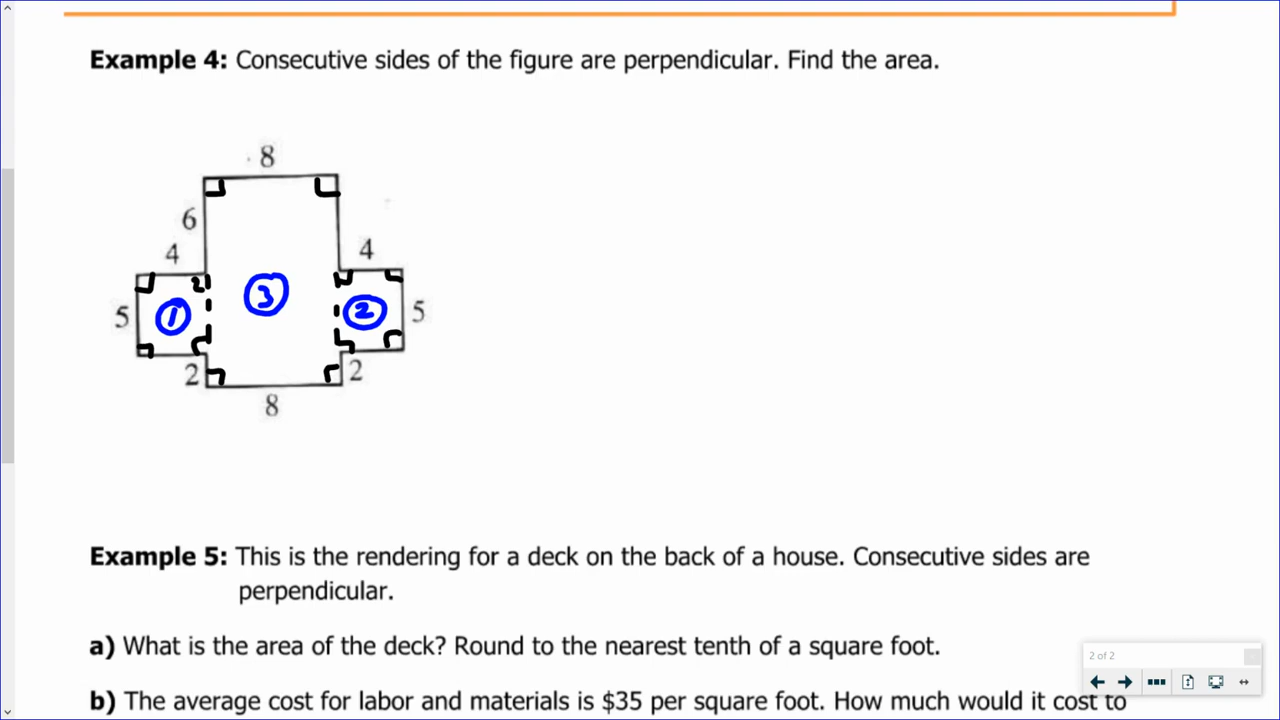 Example 4: Consecutive sides of the figure are perpendicular. Find the area.
8
6
4
4
5
1
3
2
5
2
2
8
Example 5: This is the rendering for a deck on the back of a house. Consecutive sides are
perpendicular.
a) What is the area of the deck? Round to the nearest tenth of a square foot.
2 of 2
b) The average cost for labor and materials is $35 per square foot. How much would it cost to